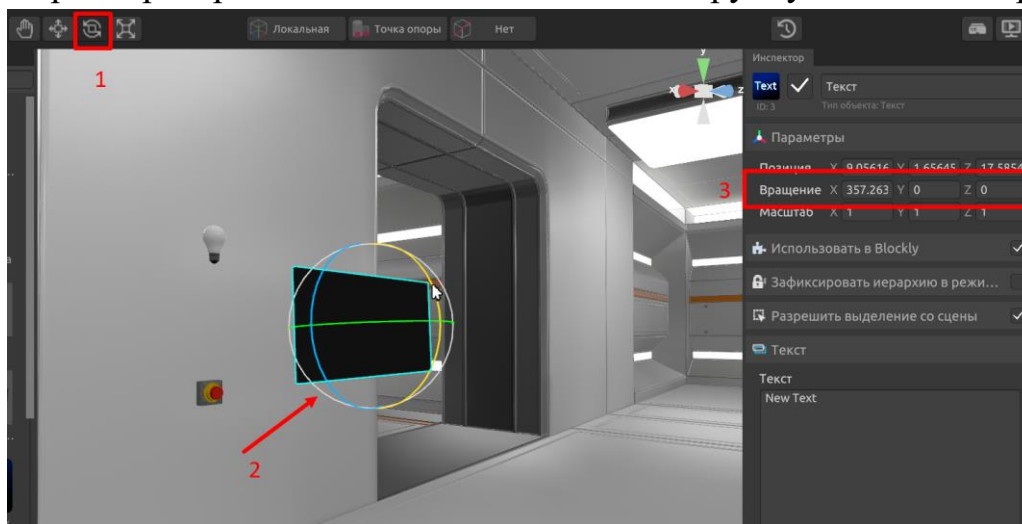 Локальная
Точка опоры
Нет
Инспектор
1
Text
Текст
ID: 3
Тип объекта: Текст
y
x
z
Параметры
Позиция X 9.05616 Y 1.65645 Z 17.5854
3
Вращение X 357.263 Y 0 Z 0
Масштаб X 1 Y 1 Z 1
Использовать в Blockly
Зафиксировать иерархию в режи...
Разрешить выделение со сцены
Текст
Текст
New Text
2